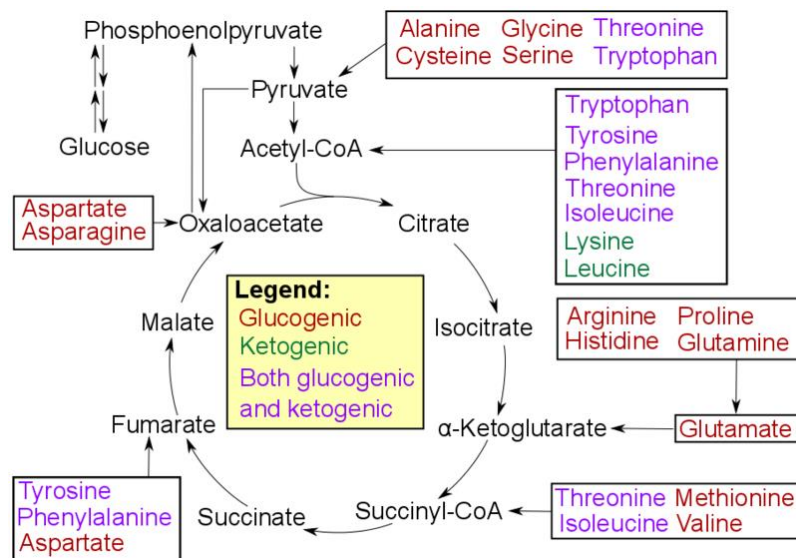 Phosphoenolpyruvate
Alanine Glycine Threonine
Cysteine Serine Tryptophan
Pyruvate
Glucose
Acetyl-CoA
Tryptophan
Tyrosine
Phenylalanine
Threonine
Isoleucine
Lysine
Leucine
Aspartate
Asparagine
Oxaloacetate
Citrate
Legend:
Glucogenic
Ketogenic
Both glucogenic
and ketogenic
Malate
Isocitrate
Arginine Proline
Histidine Glutamine
Fumarate
α-Ketoglutarate
Glutamate
Tyrosine
Phenylalanine
Aspartate
Succinate
Succinyl-CoA
Threonine Methionine
Isoleucine Valine